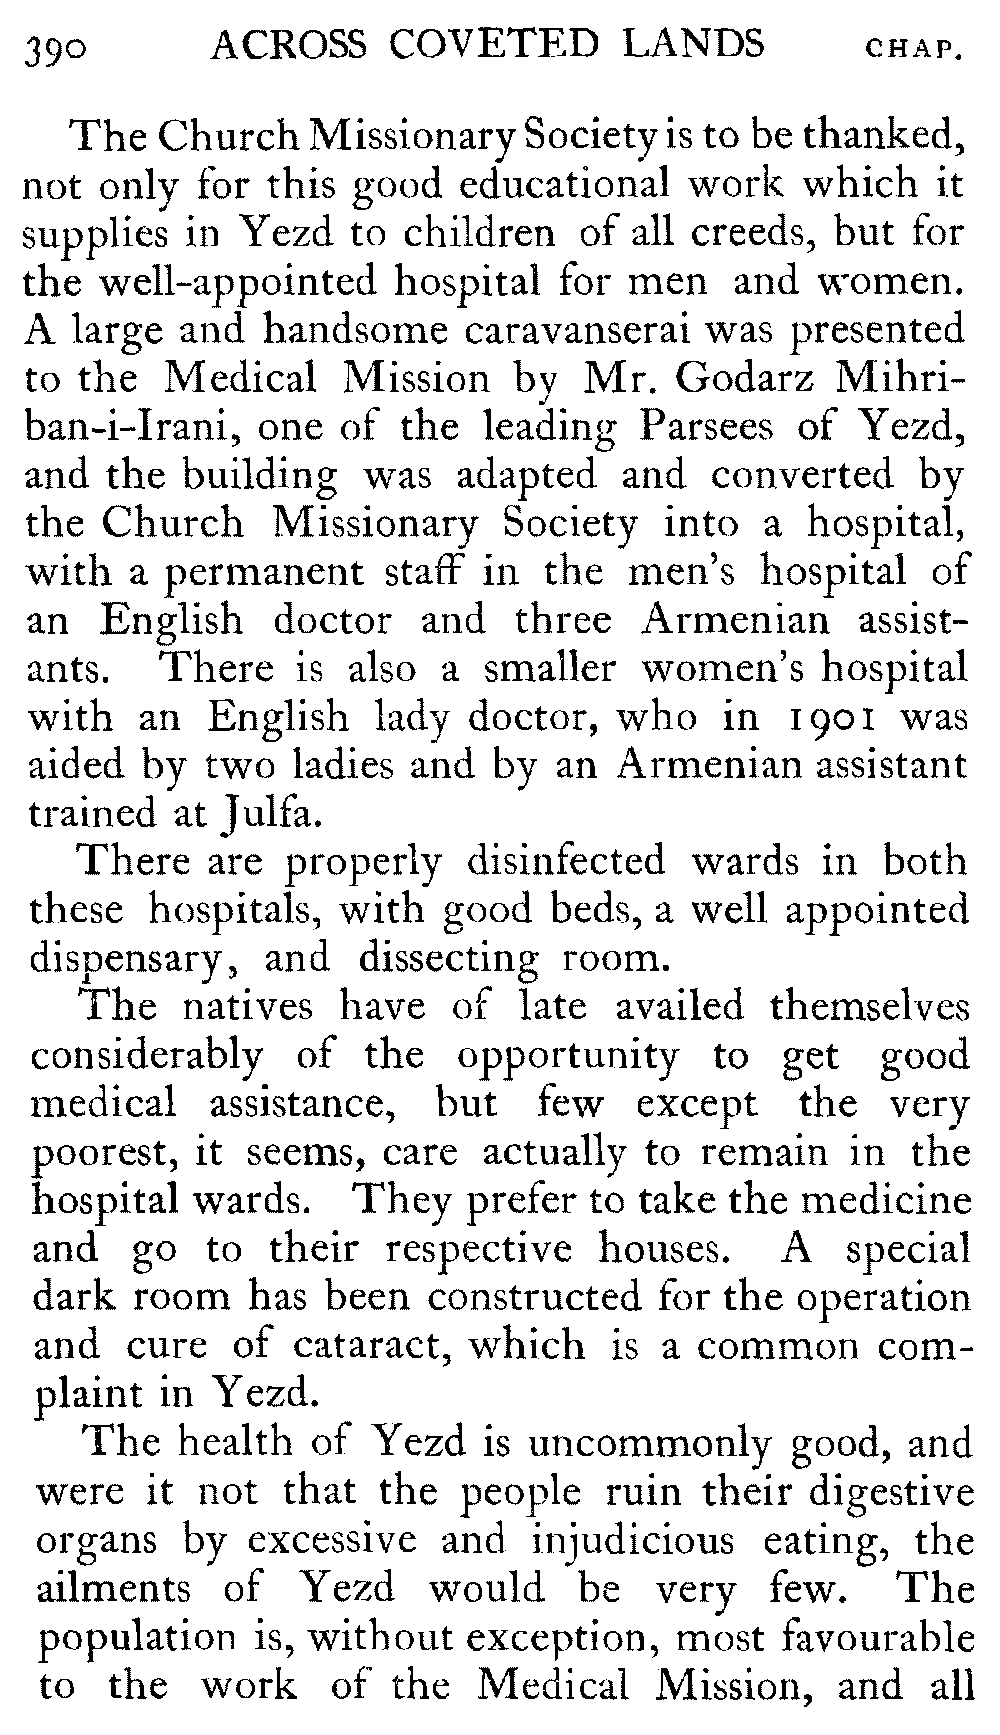 390 ACROSS COVETED LANDS CHAP.
The Church Missionary Society is to be thanked,
not only for this good educational work which it
supplies in Yezd to children of all creeds, but for
the well-appointed hospital for men and women.
A large and handsome caravanserai was presented
to the Medical Mission by Mr. Godarz Mihri-
ban-i-Irani, one of the leading Parsees of Yezd,
and the building was adapted and converted by
the Church Missionary Society into a hospital,
with a permanent staff in the men's hospital of
an English doctor and three Armenian assist-
ants. There is also a smaller women's hospital
with an English lady doctor, who in 1901 was
aided by two ladies and by an Armenian assistant
trained at Julfa.
There are properly disinfected wards in both
these hospitals, with good beds, a well appointed
dispensary, and dissecting room.
The natives have of late availed themselves
considerably of the opportunity to get good
medical assistance, but few except the very
poorest, it seems, care actually to remain in the
hospital wards. They prefer to take the medicine
and go to their respective houses. A special
dark room has been constructed for the operation
and cure of cataract, which is a common com-
plaint in Yezd.
The health of Yezd is uncommonly good, and
were it not that the people ruin their digestive
organs by excessive and injudicious eating, the
ailments of Yezd would be very few. The
population is, without exception, most favourable
to the work of the Medical Mission, and all